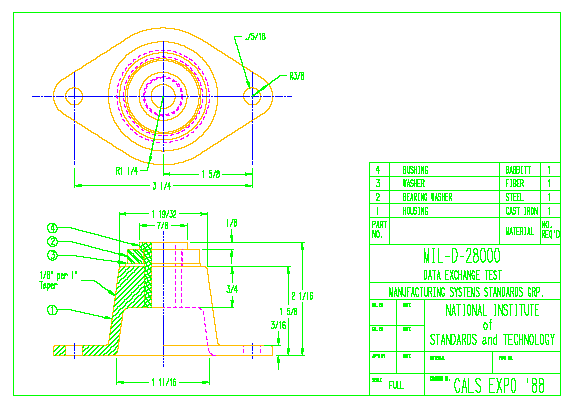 R3/8
R1 1/4
1 5/8
3 1/4
1 19/32
7/8
1/8
4
2
3
1/8" per 1"
Taper
1
3/4
2 1/16
1 5/8
3/16
1 11/16
4 BUSHING BABBITT 1
3 WASHER FIBER 1
2 BEARING WASHER STEEL 1
1 HOUSING CAST IRON 1
PART NO. MATERIAL NO. REQ'D
MIL-D-28000
DATA EXCHANGE TEST
MANUFACTURING SYSTEMS STANDARDS GRP.
NATIONAL INSTITUTE
of
STANDARDS and TECHNOLOGY
SCALE
FULL
CALS EXPO '88